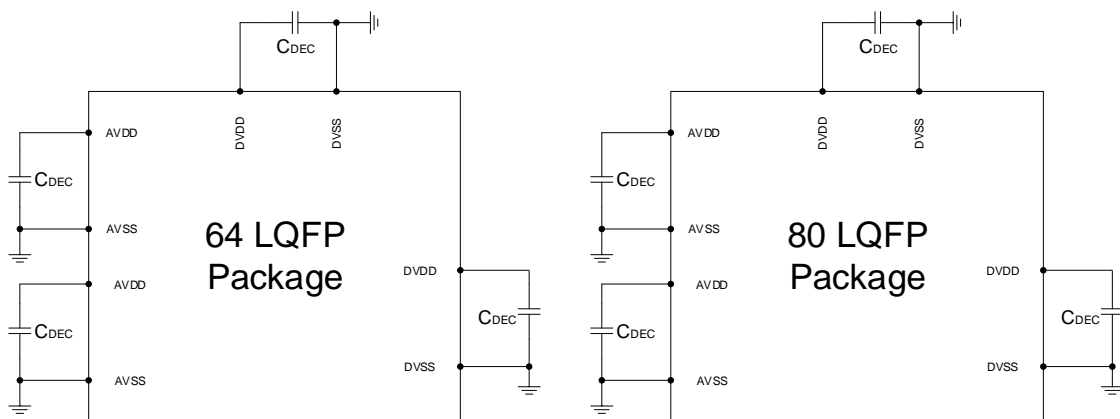 CDEC
DVDD
DVSS
AVDD
CDEC
AVSS
AVDD
CDEC
AVSS
64 LQFP
Package
DVDD
CDEC
DVSS
CDEC
DVDD
DVSS
AVDD
CDEC
AVSS
AVDD
CDEC
AVSS
80 LQFP
Package
DVDD
CDEC
DVSS